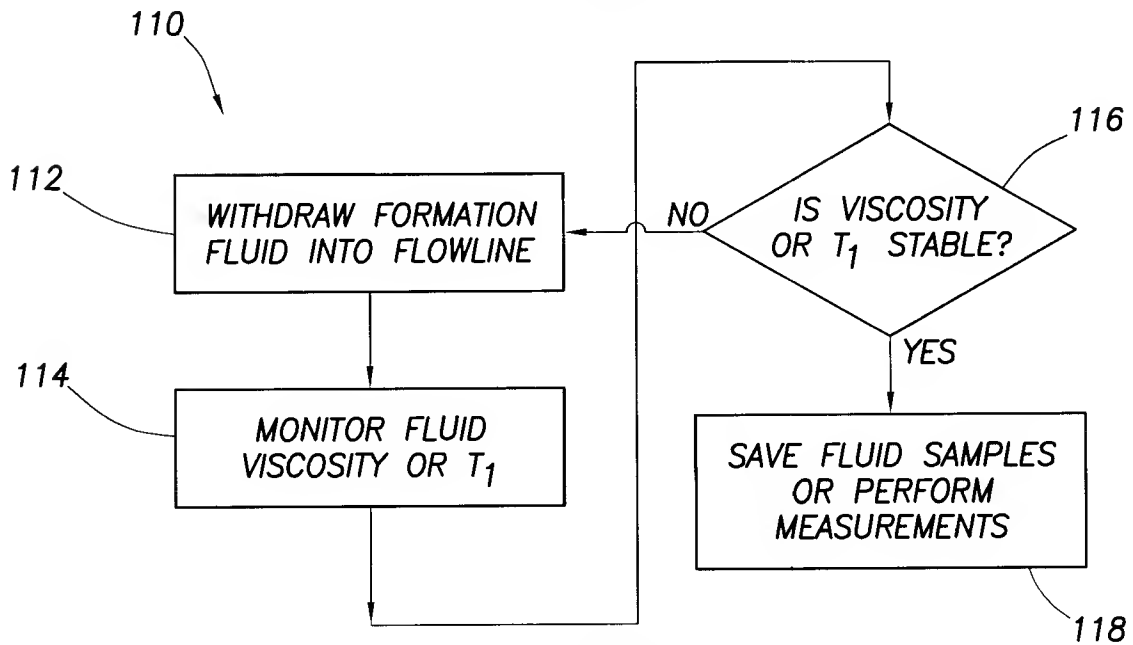 110
112
WITHDRAW FORMATION
FLUID INTO FLOWLINE
114
MONITOR FLUID
VISCOSITY OR T1
116
IS VISCOSITY
OR T1 STABLE?
NO
YES
SAVE FLUID SAMPLES
OR PERFORM
MEASUREMENTS
118